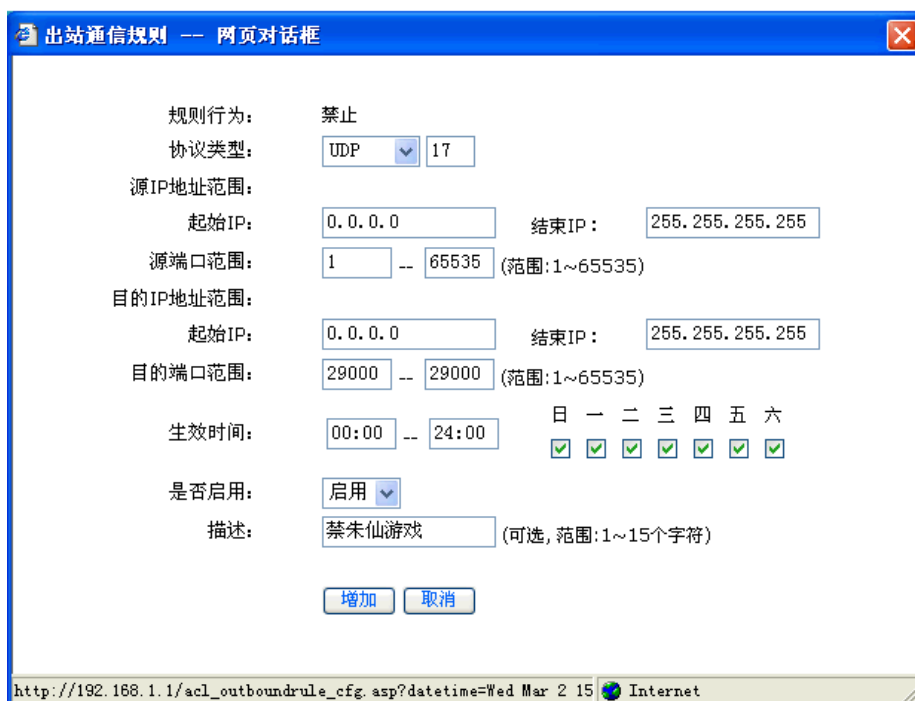 出站通信规则 -- 网页对话框
规则行为: 禁止
协议类型: UDP 17
源IP地址范围:
起始IP: 0.0.0.0 结束IP: 255.255.255.255
源端口范围: 1 -- 65535 (范围:1~65535)
目的IP地址范围:
起始IP: 0.0.0.0 结束IP: 255.255.255.255
目的端口范围: 29000 -- 29000 (范围:1~65535)
日 一 二 三 四 五 六
生效时间: 00:00 -- 24:00
是否启用: 启用
描述: 禁未仙游戏 (可选,范围:1~15个字符)
增加 取消
http://192.168.1.1/acl_outboundrule_cfg.asp?datetime=Wed Mar 2 15 Internet